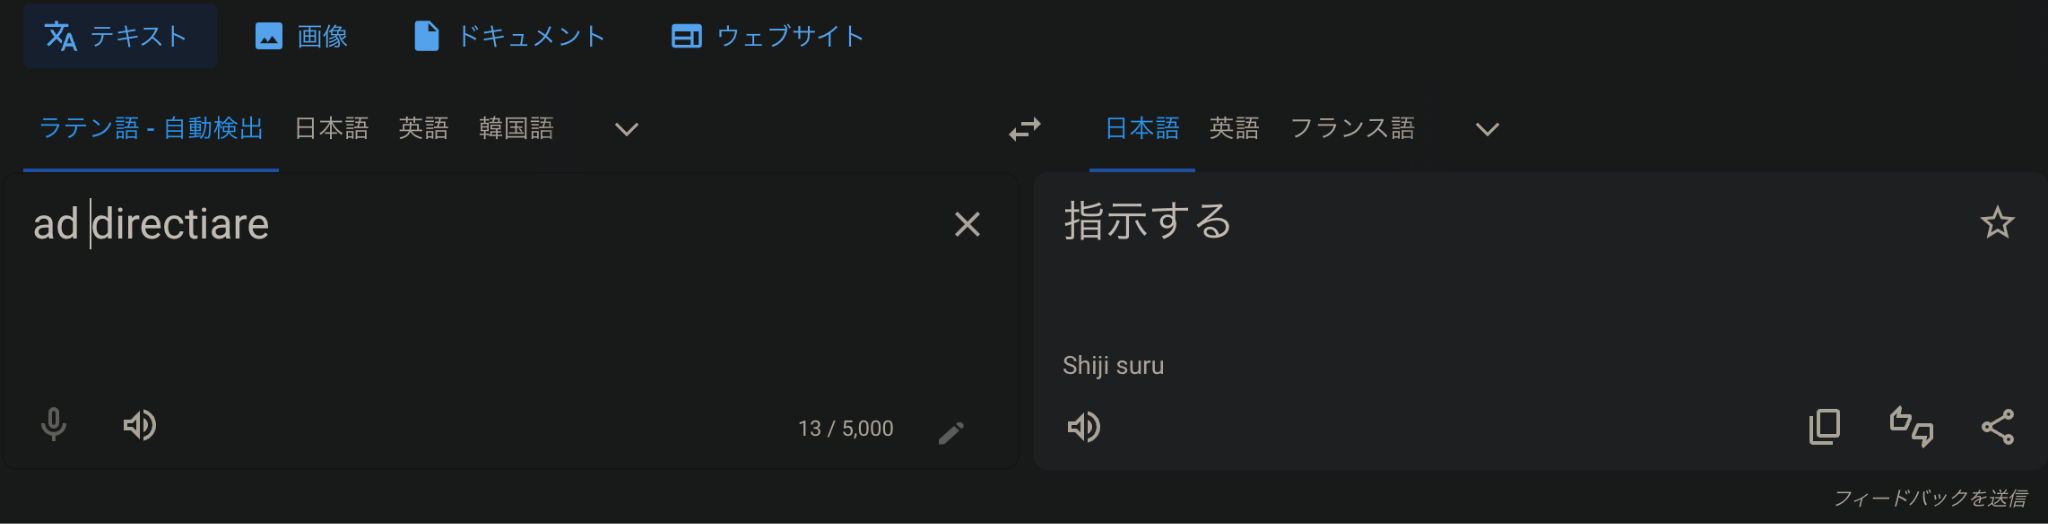 テキスト 画像 ドキュメント ウェブサイト
ラテン語 - 自動検出 日本語 英語 韓国語 日本語 英語 フランス語
ad directiare
指示する
Shiji suru
13 / 5,000
フィードバックを送信